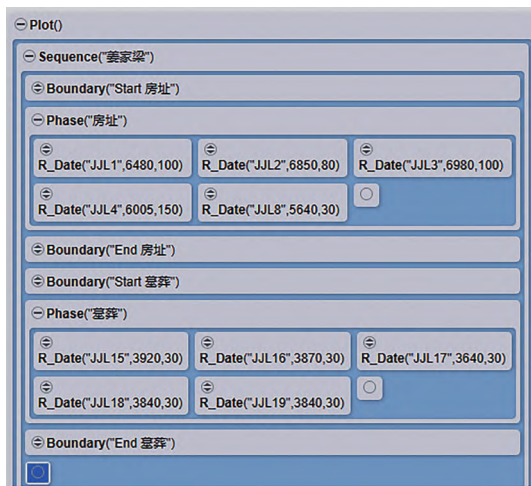 Plot()
Sequence("姜家梁")
Boundary("Start 房址")
Phase("房址")
R_Date("JJL1",6480,100) R_Date("JJL2",6850,80) R_Date("JJL3",6980,100)
R_Date("JJL4",6005,150) R_Date("JJL8",5640,30)
Boundary("End 房址")
Boundary("Start 墓葬")
Phase("墓葬")
R_Date("JJL15",3920,30) R_Date("JJL16",3870,30) R_Date("JJL17",3640,30)
R_Date("JJL18",3840,30) R_Date("JJL19",3840,30)
Boundary("End 墓葬")